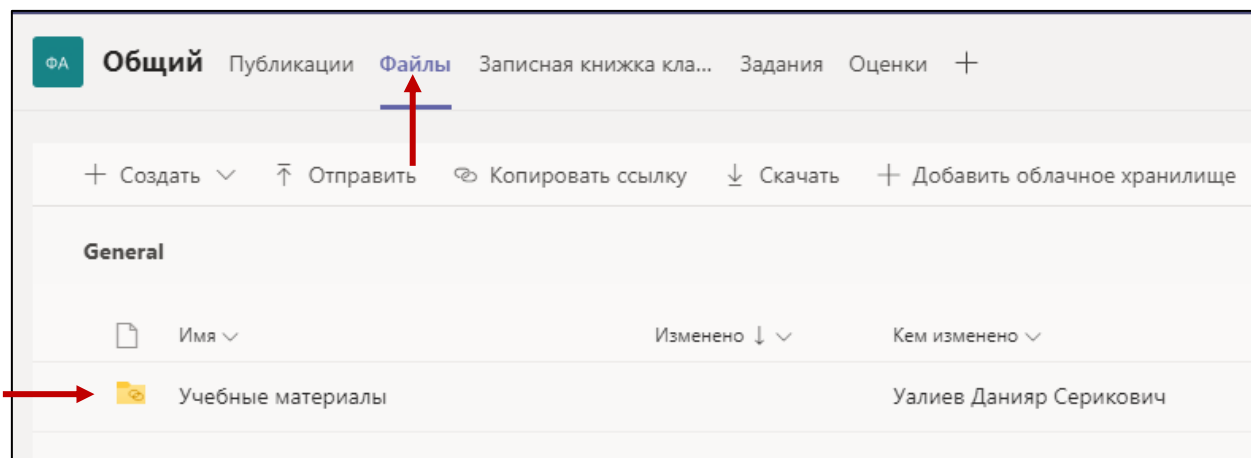 ФА Общий Публикации Файлы Записная книжка кла... Задания Оценки +
+ Создать Отправить Копировать ссылку Скачать + Добавить облачное хранилище
General
Имя Изменено ↓ Кем изменено
Учебные материалы Уалиев Данияр Серикович